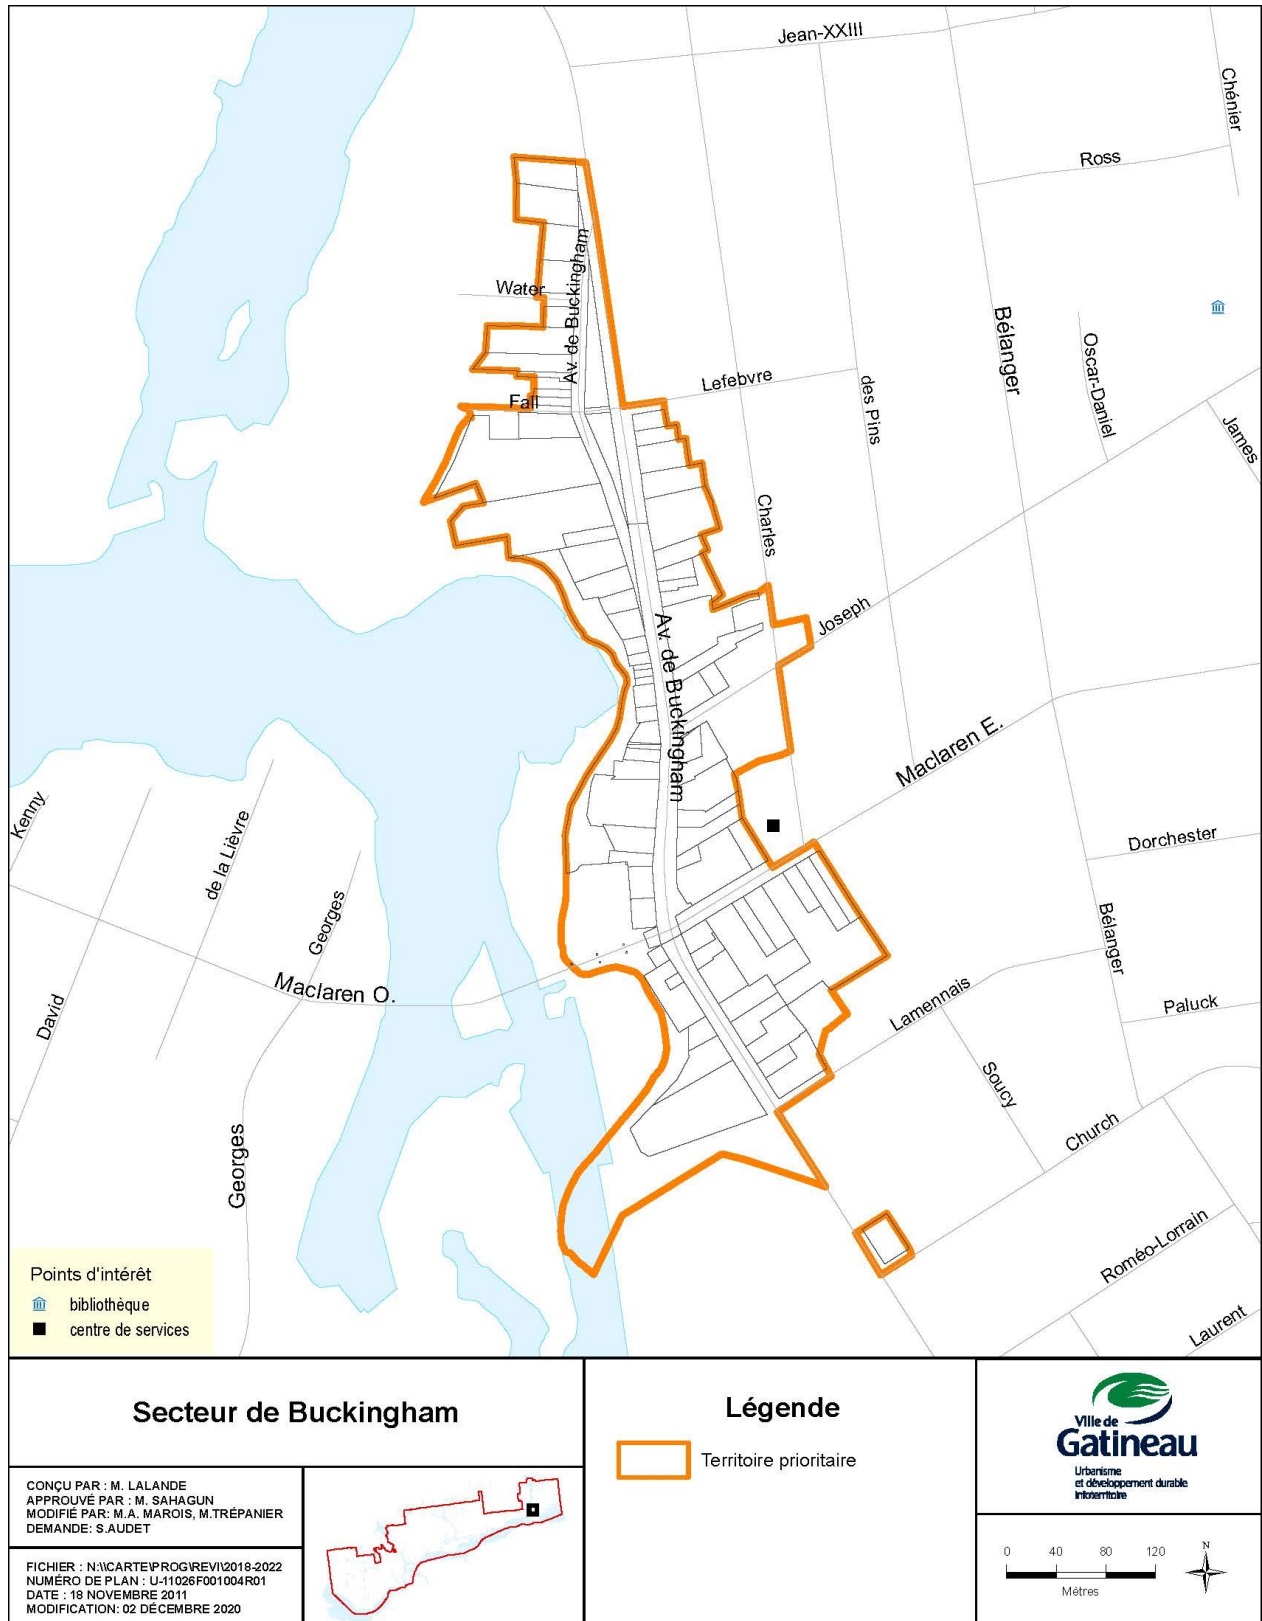 Jean-XXIII
Chénier
Ross
Av. de Buckingham
Water
Bélanger
Oscar-Daniel
Lefebvre
des Pins
Fall
James
Charles
Joseph
Av. de Buckingham
Maclaren E.
Kenny
de la Lièvre
Dorchester
Georges
Bélanger
Maclaren O.
David
Lamennais
Paluck
Soucy
Church
Georges
Roméo-Lorrain
Laurent
Points d'intérêt
bibliothèque
centre de services
Secteur de Buckingham
CONÇU PAR : M. LALANDE
APPROUVÉ PAR : M. SAHAGUN
MODIFIÉ PAR: M.A. MAROIS, M.TRÉPANIER
DEMANDE: S.AUDET
FICHIER : N:\\CARTE\PROG\REVI\2018-2022
NUMÉRO DE PLAN : U-11026F001004R01
DATE : 18 NOVEMBRE 2011
MODIFICATION: 02 DÉCEMBRE 2020
Légende
Territoire prioritaire
Ville de
Gatineau
Urbanisme
et développement durable
Infoterritoire
0 40 80 120
Mètres
N